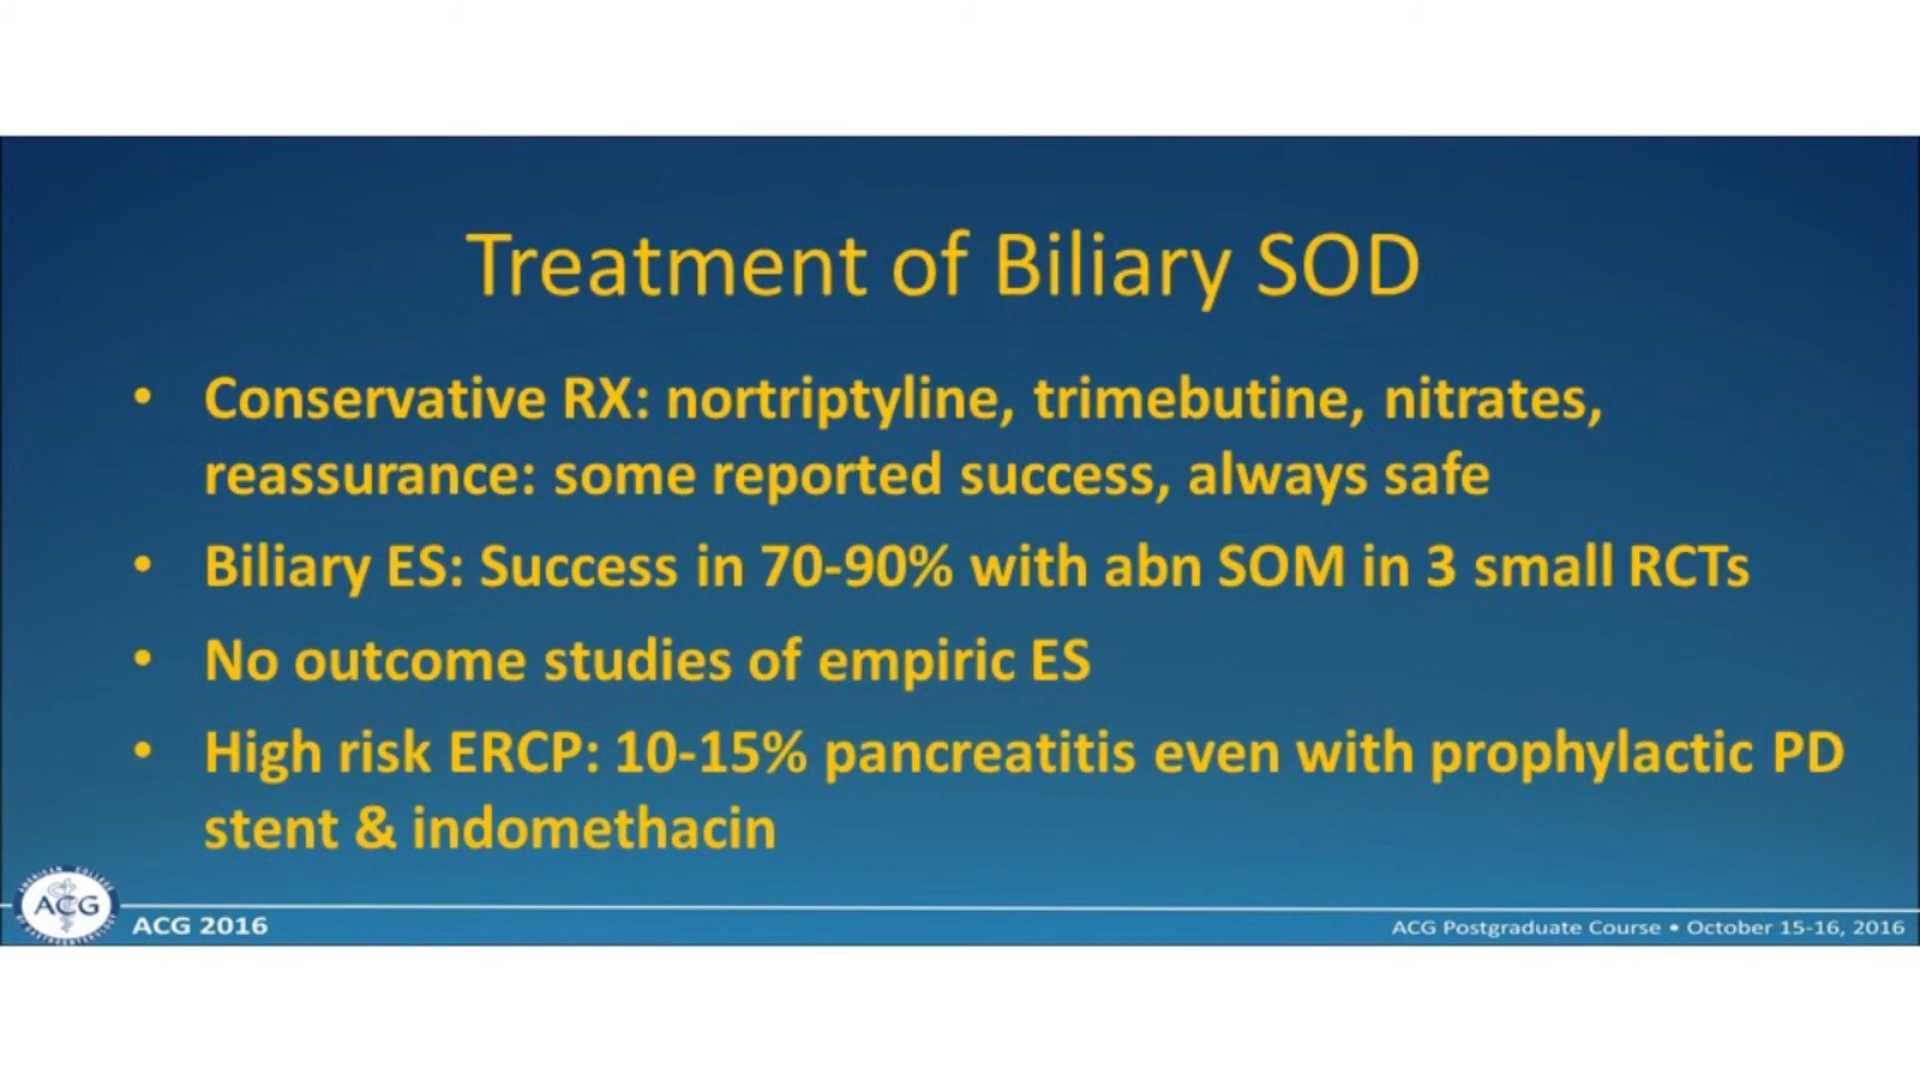 Treatment of Biliary SOD
• Conservative RX: nortriptyline, trimebutine, nitrates,
reassurance: some reported success, always safe
• Biliary ES: Success in 70-90% with abn SOM in 3 small RCTs
• No outcome studies of empiric ES
• High risk ERCP: 10-15% pancreatitis even with prophylactic PD
stent & indomethacin
ACG
ACG 2016
ACG Postgraduate Course • October 15-16, 2016